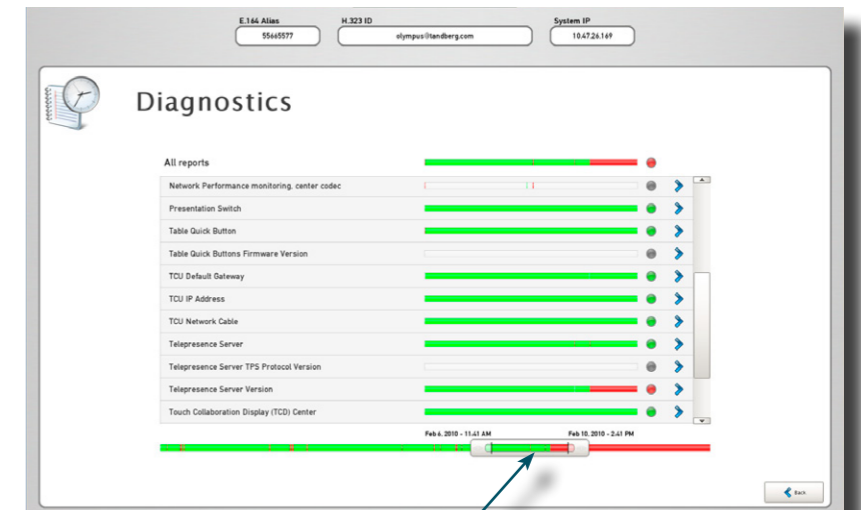 E.164 Alias H.323 ID System IP
55665577 olympus@tandberg.com 10.47.26.169
Diagnostics
All reports
Network Performance monitoring, center codec
Presentation Switch
Table Quick Button
Table Quick Buttons Firmware Version
TCU Default Gateway
TCU IP Address
TCU Network Cable
Telepresence Server
Telepresence Server TPS Protocol Version
Telepresence Server Version
Touch Collaboration Display (TCD) Center
Feb 6, 2010 - 11.41 AM Feb 10, 2010 - 2.41 PM
Back